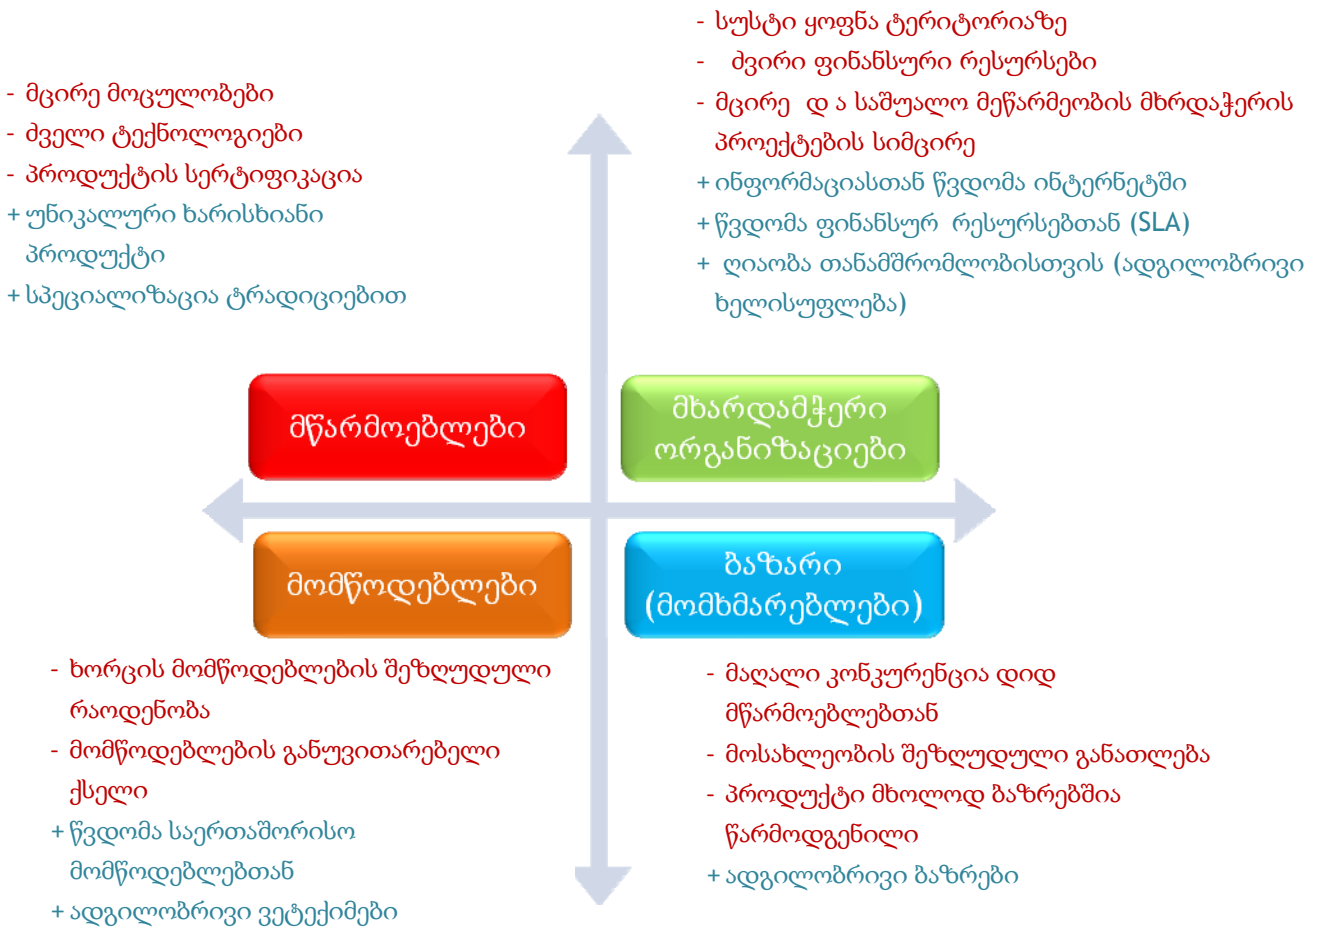 - მცირე მოცულობები
- ძველი ტექნოლოგიები
- პროდუქტის სერტიფიკაცია
+ უნიკალური ხარისხიანი
პროდუქტი
+ სპეციალიზაცია ტრადიციებით
- სუსტი ყოფნა ტერიტორიაზე
- ძვირი ფინანსური რესურსები
- მცირე დ ა საშუალო მეწარმეობის მხრდაჭერის
პროექტების სიმცირე
+ ინფორმაციასთან წვდომა ინტერნეტში
+ წვდომა ფინანსურ რესურსებთან (SLA)
+ ღიაობა თანამშრომლობისთვის (ადგილობრივი
ხელისუფლება)
მწარმოებლები
მხარდამჭერი
ორგანიზაციები
მომწოდებლები
ბაზარი
(მომხმარებლები)
- ხორცის მომწოდებლების შეზღუდული
რაოდენობა
- მომწოდებლების განუვითარებელი
ქსელი
+ წვდომა საერთაშორისო
მომწოდებლებთან
+ ადგილობრივი ვეტექიმები
- მაღალი კონკურენცია დიდ
მწარმოებლებთან
- მოსახლეობის შეზღუდული განათლება
- პროდუქტი მხოლოდ ბაზრებშია
წარმოდგენილი
+ ადგილობრივი ბაზრები